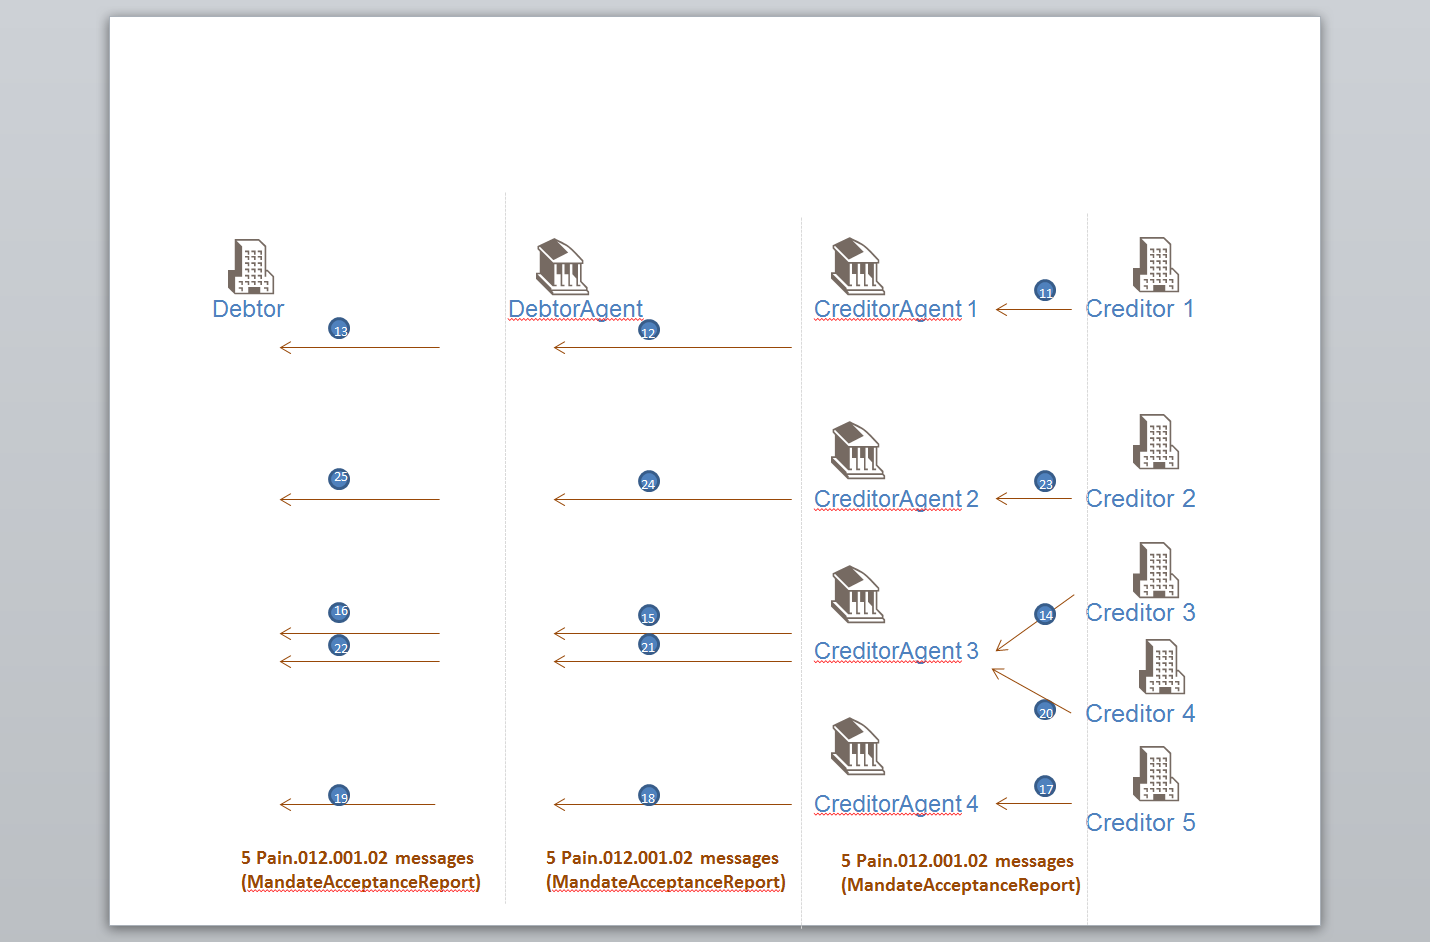 11
Debtor
DebtorAgent
CreditorAgent 1
Creditor 1
13
12
25
24
23
CreditorAgent 2
Creditor 2
16
15
14
Creditor 3
22
21
CreditorAgent 3
20
Creditor 4
19
18
17
CreditorAgent 4
Creditor 5
5 Pain.012.001.02 messages
(MandateAcceptanceReport)
5 Pain.012.001.02 messages
(MandateAcceptanceReport)
5 Pain.012.001.02 messages
(MandateAcceptanceReport)